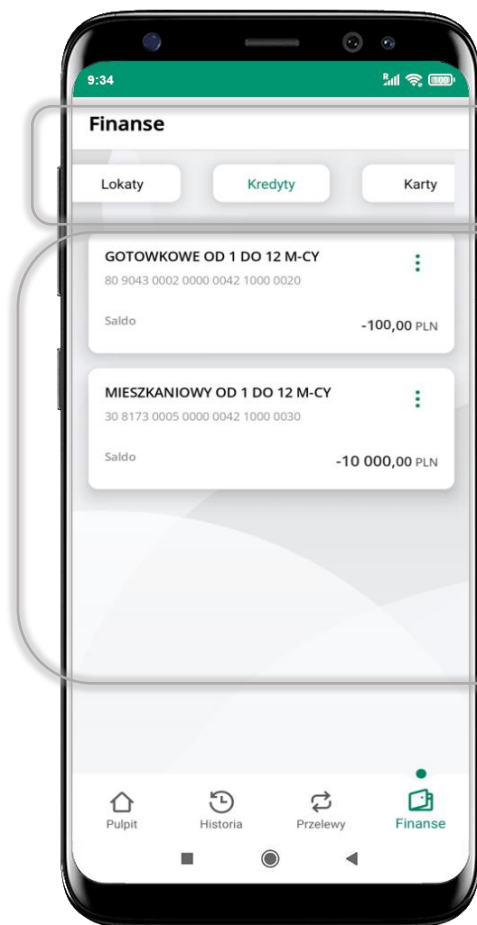 9:34
Finanse
Lokaty Kredyty Karty
GOTOWKOWE OD 1 DO 12 M-CY
80 9043 0002 0000 0042 1000 0020
Saldo -100,00 PLN
MIESZKANIOWY OD 1 DO 12 M-CY
30 8173 0005 0000 0042 1000 0030
Saldo -10 000,00 PLN
Pulpit Historia Przelewy Finanse